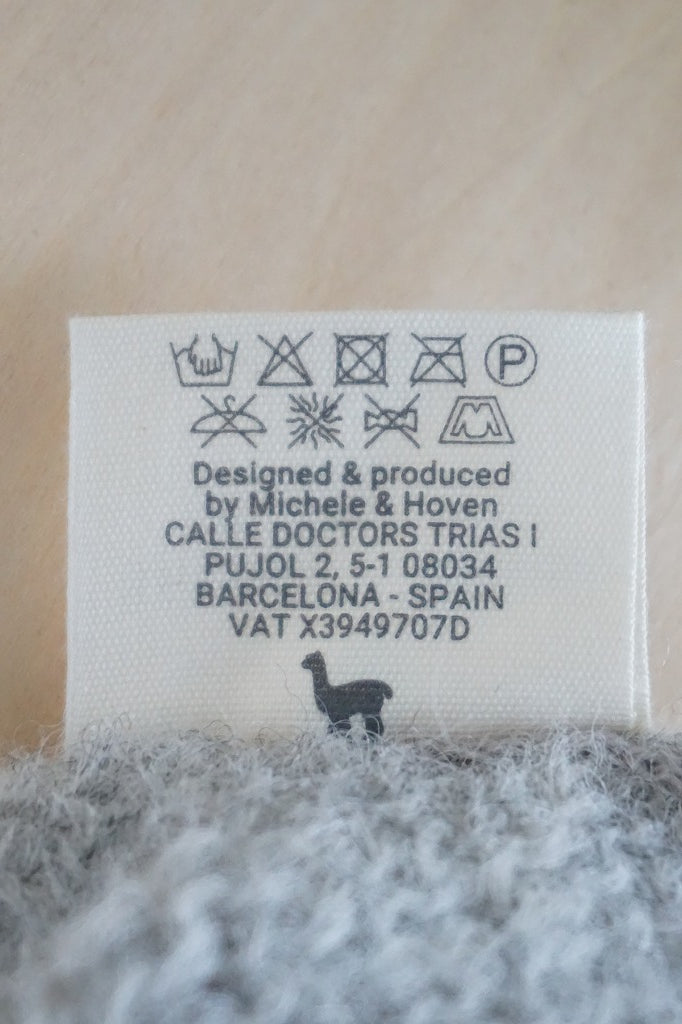 P
Designed & produced
by Michele & Hoven
CALLE DOCTORS TRIAS I
PUJOL 2, 5-1 08034
BARCELONA - SPAIN
VAT X3949707D